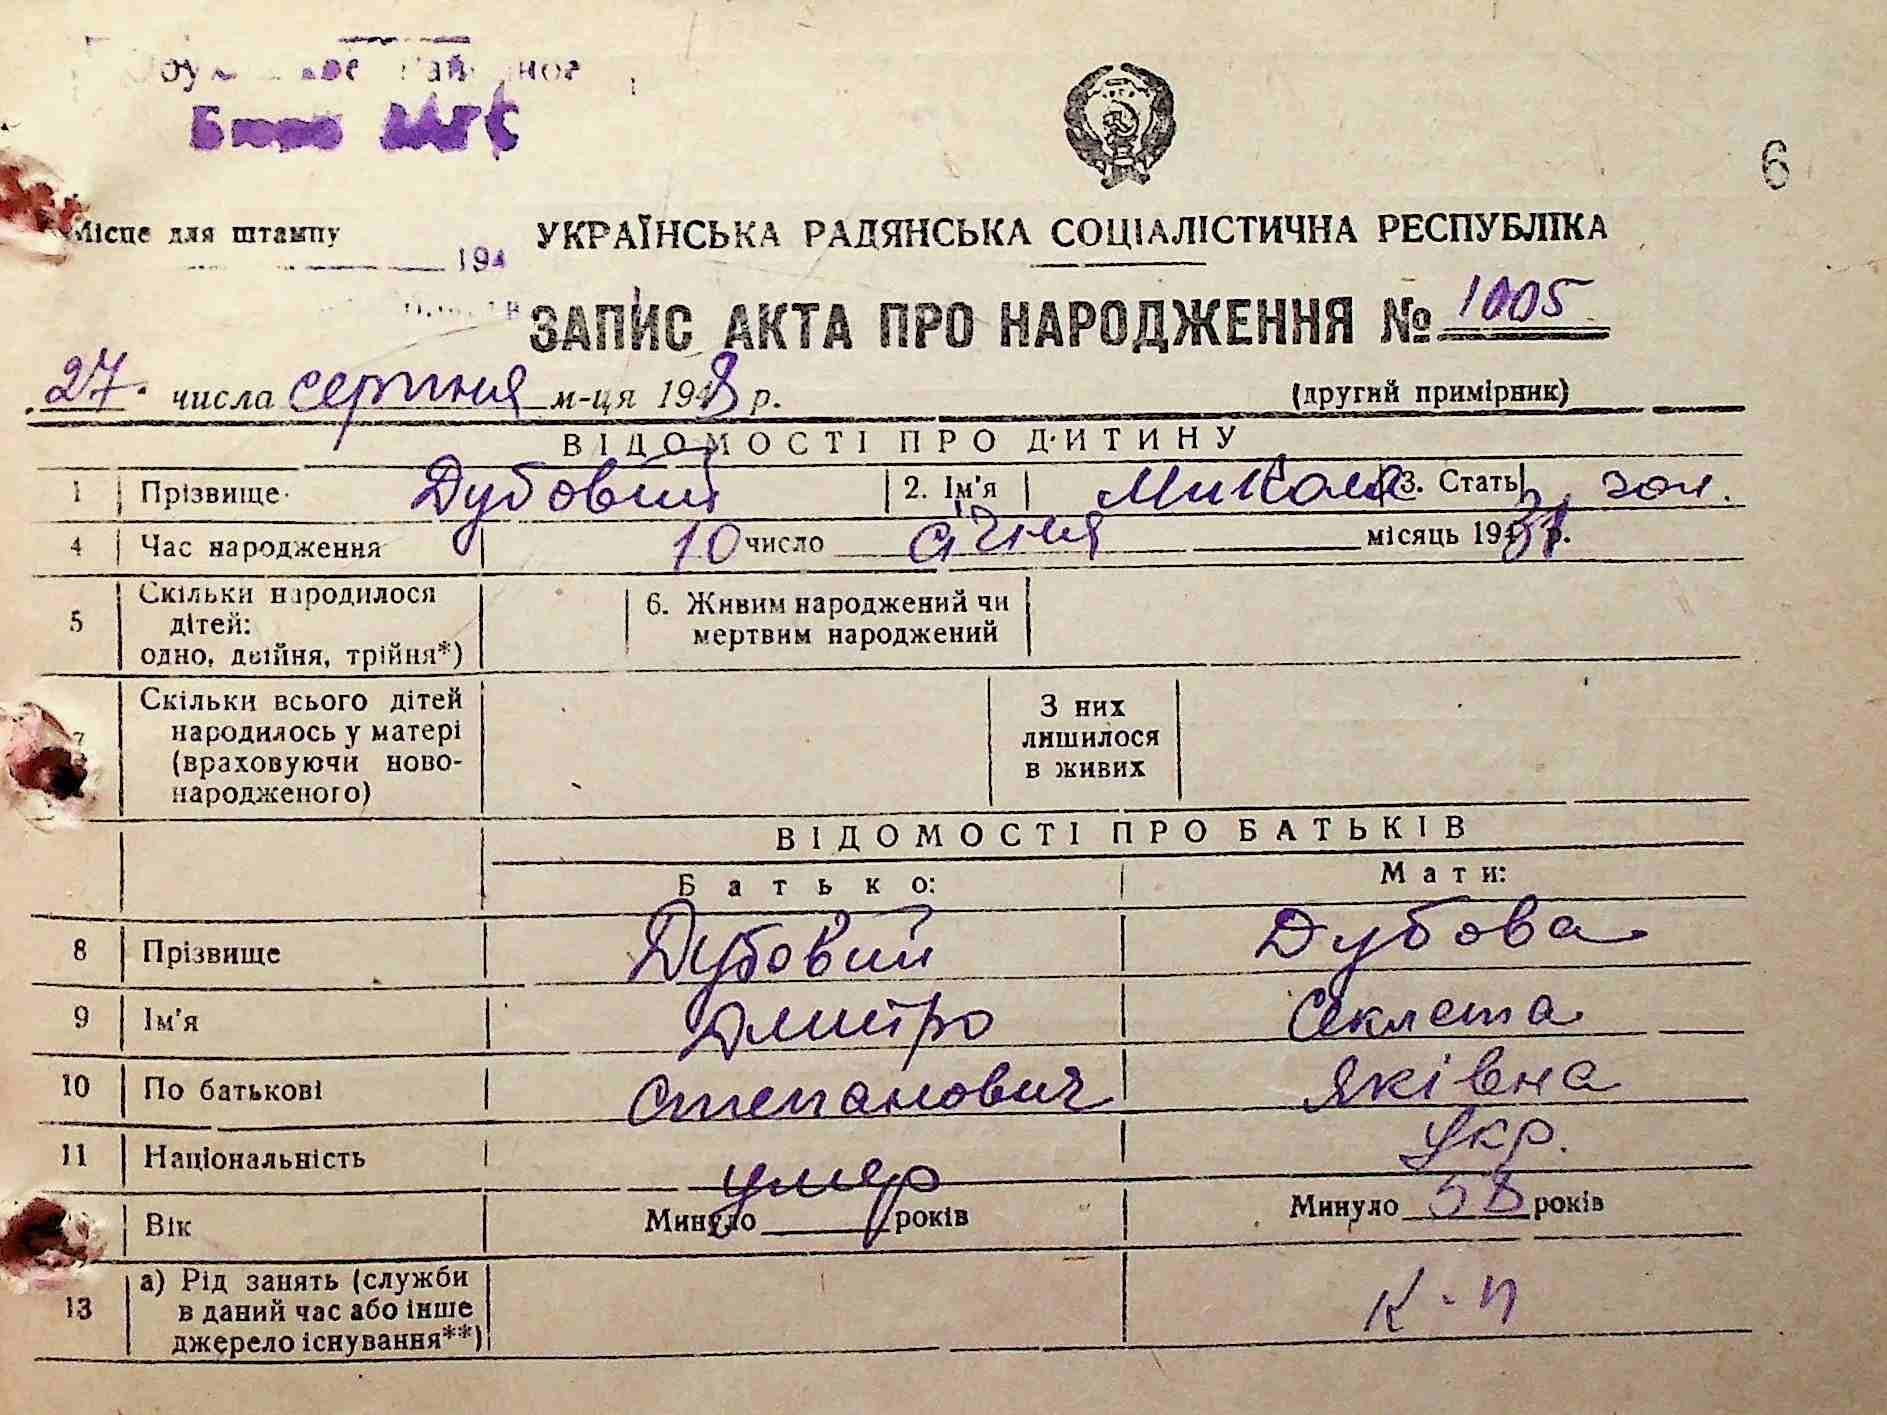 Бюро ЗАГС
6
Місце для штампу
194
УКРАЇНСЬКА РАДЯНСЬКА СОЦІАЛІСТИЧНА РЕСПУБЛІКА
ЗАПИС АКТА ПРО НАРОДЖЕННЯ № 1005
27 числа серпня м-ця 1948 р. (другий примірник)
ВІДОМОСТІ ПРО ДИТИНУ
1 Прізвище Дубовий 2. Ім'я Микола 3. Стать чол.
4 Час народження 10 число січня місяць 1931 р.
5 Скільки народилося дітей: одно, двійня, трійня*) 6. Живим народжений чи мертвим народжений
7 Скільки всього дітей народилось у матері (враховуючи ново-народженого) З них лишилося в живих
ВІДОМОСТІ ПРО БАТЬКІВ
Батько: Мати:
8 Прізвище Дубовий Дубова
9 Ім'я Дмитро Секлета
10 По батькові Степанович Яківна
11 Національність Укр.
Вік умер Минуло років Минуло 58 років
13 а) Рід занять (служби в даний час або інше джерело існування**) к-п